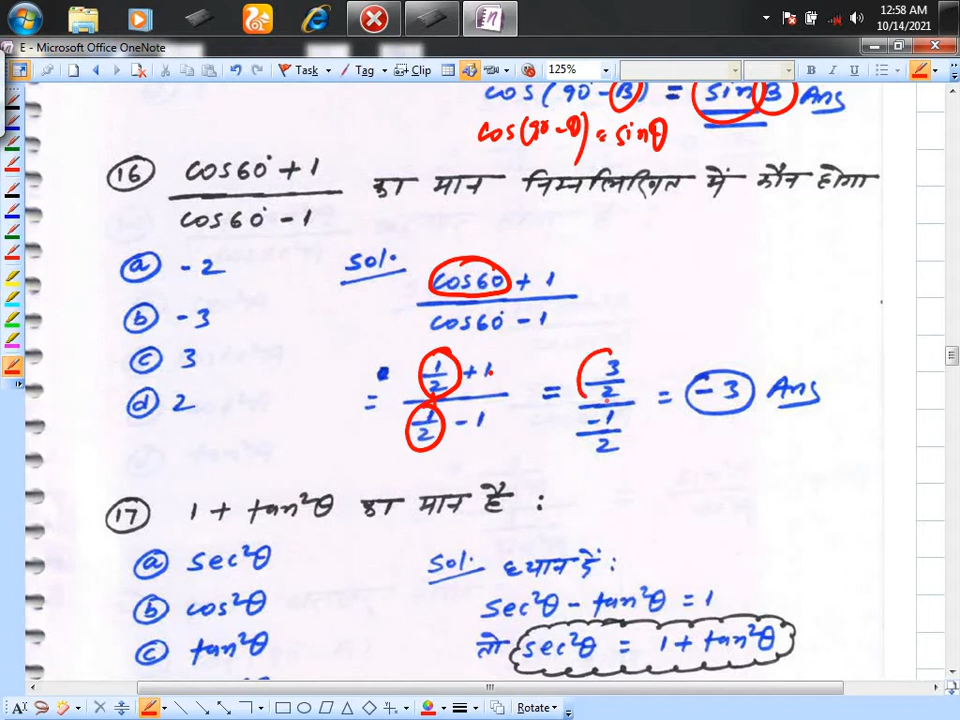 12:58 AM
10/14/2021
E - Microsoft Office OneNote
Task Tag Clip 125% B I U
cos(90-B) = sin B Ans
cos(90-θ) = sinθ
16 cos60°+1
cos60°-1
का मान निम्नलिखित में कौन होगा
a -2
b -3
c 3
d 2
Sol.
cos60°+1
cos60°-1
= 1/2 +1
1/2 -1
= 3/2
-1/2
= -3 Ans
17 1 + tan²θ का मान है :
a sec²θ
b cos²θ
c tan²θ
Sol. ध्यान दें:
sec²θ - tan²θ = 1
तो sec²θ = 1 + tan²θ
Rotate